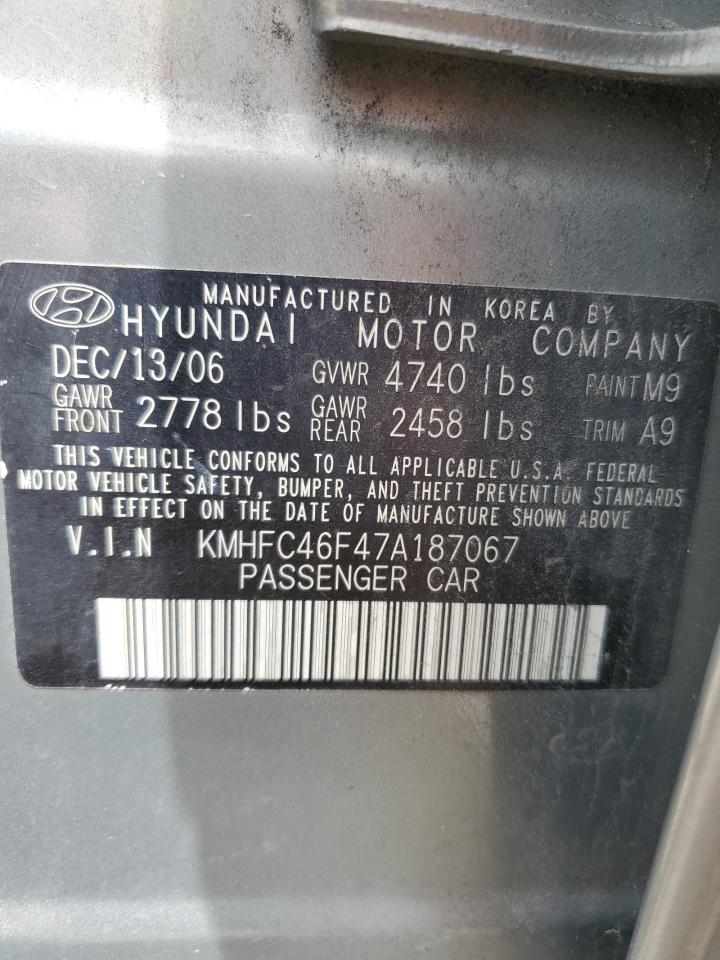 MANUFACTURED IN KOREA BY
HYUNDAI MOTOR COMPANY
DEC/13/06 GVWR 4740 lbs PAINT M9
GAWR FRONT 2778 lbs GAWR REAR 2458 lbs TRIM A9
THIS VEHICLE CONFORMS TO ALL APPLICABLE U.S.A. FEDERAL
MOTOR VEHICLE SAFETY, BUMPER, AND THEFT PREVENTION STANDARDS
IN EFFECT ON THE DATE OF MANUFACTURE SHOWN ABOVE
V.I.N KMHFC46F47A187067
PASSENGER CAR